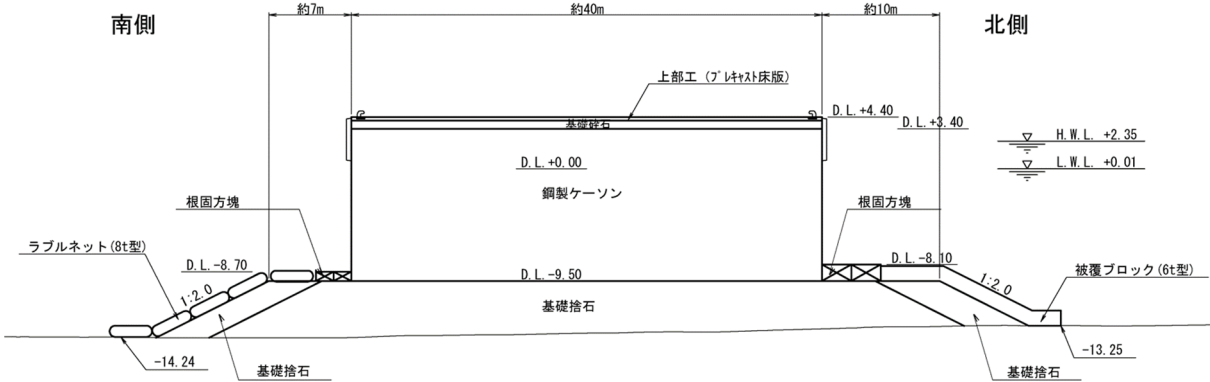 約7m
約40m
約10m
南側
北側
上部工 (ﾌﾟﾚｷｬｽﾄ床版)
D.L.+4.40
基礎砕石
D.L.+3.40
H.W.L. +2.35
D.L.+0.00
L.W.L. +0.01
鋼製ケーソン
根固方塊
根固方塊
ラブルネット(8t型)
D.L.-8.70
D.L.-8.10
D.L.-9.50
被覆ブロック(6t型)
1:2.0
1:2.0
基礎捨石
-14.24
-13.25
基礎捨石
基礎捨石